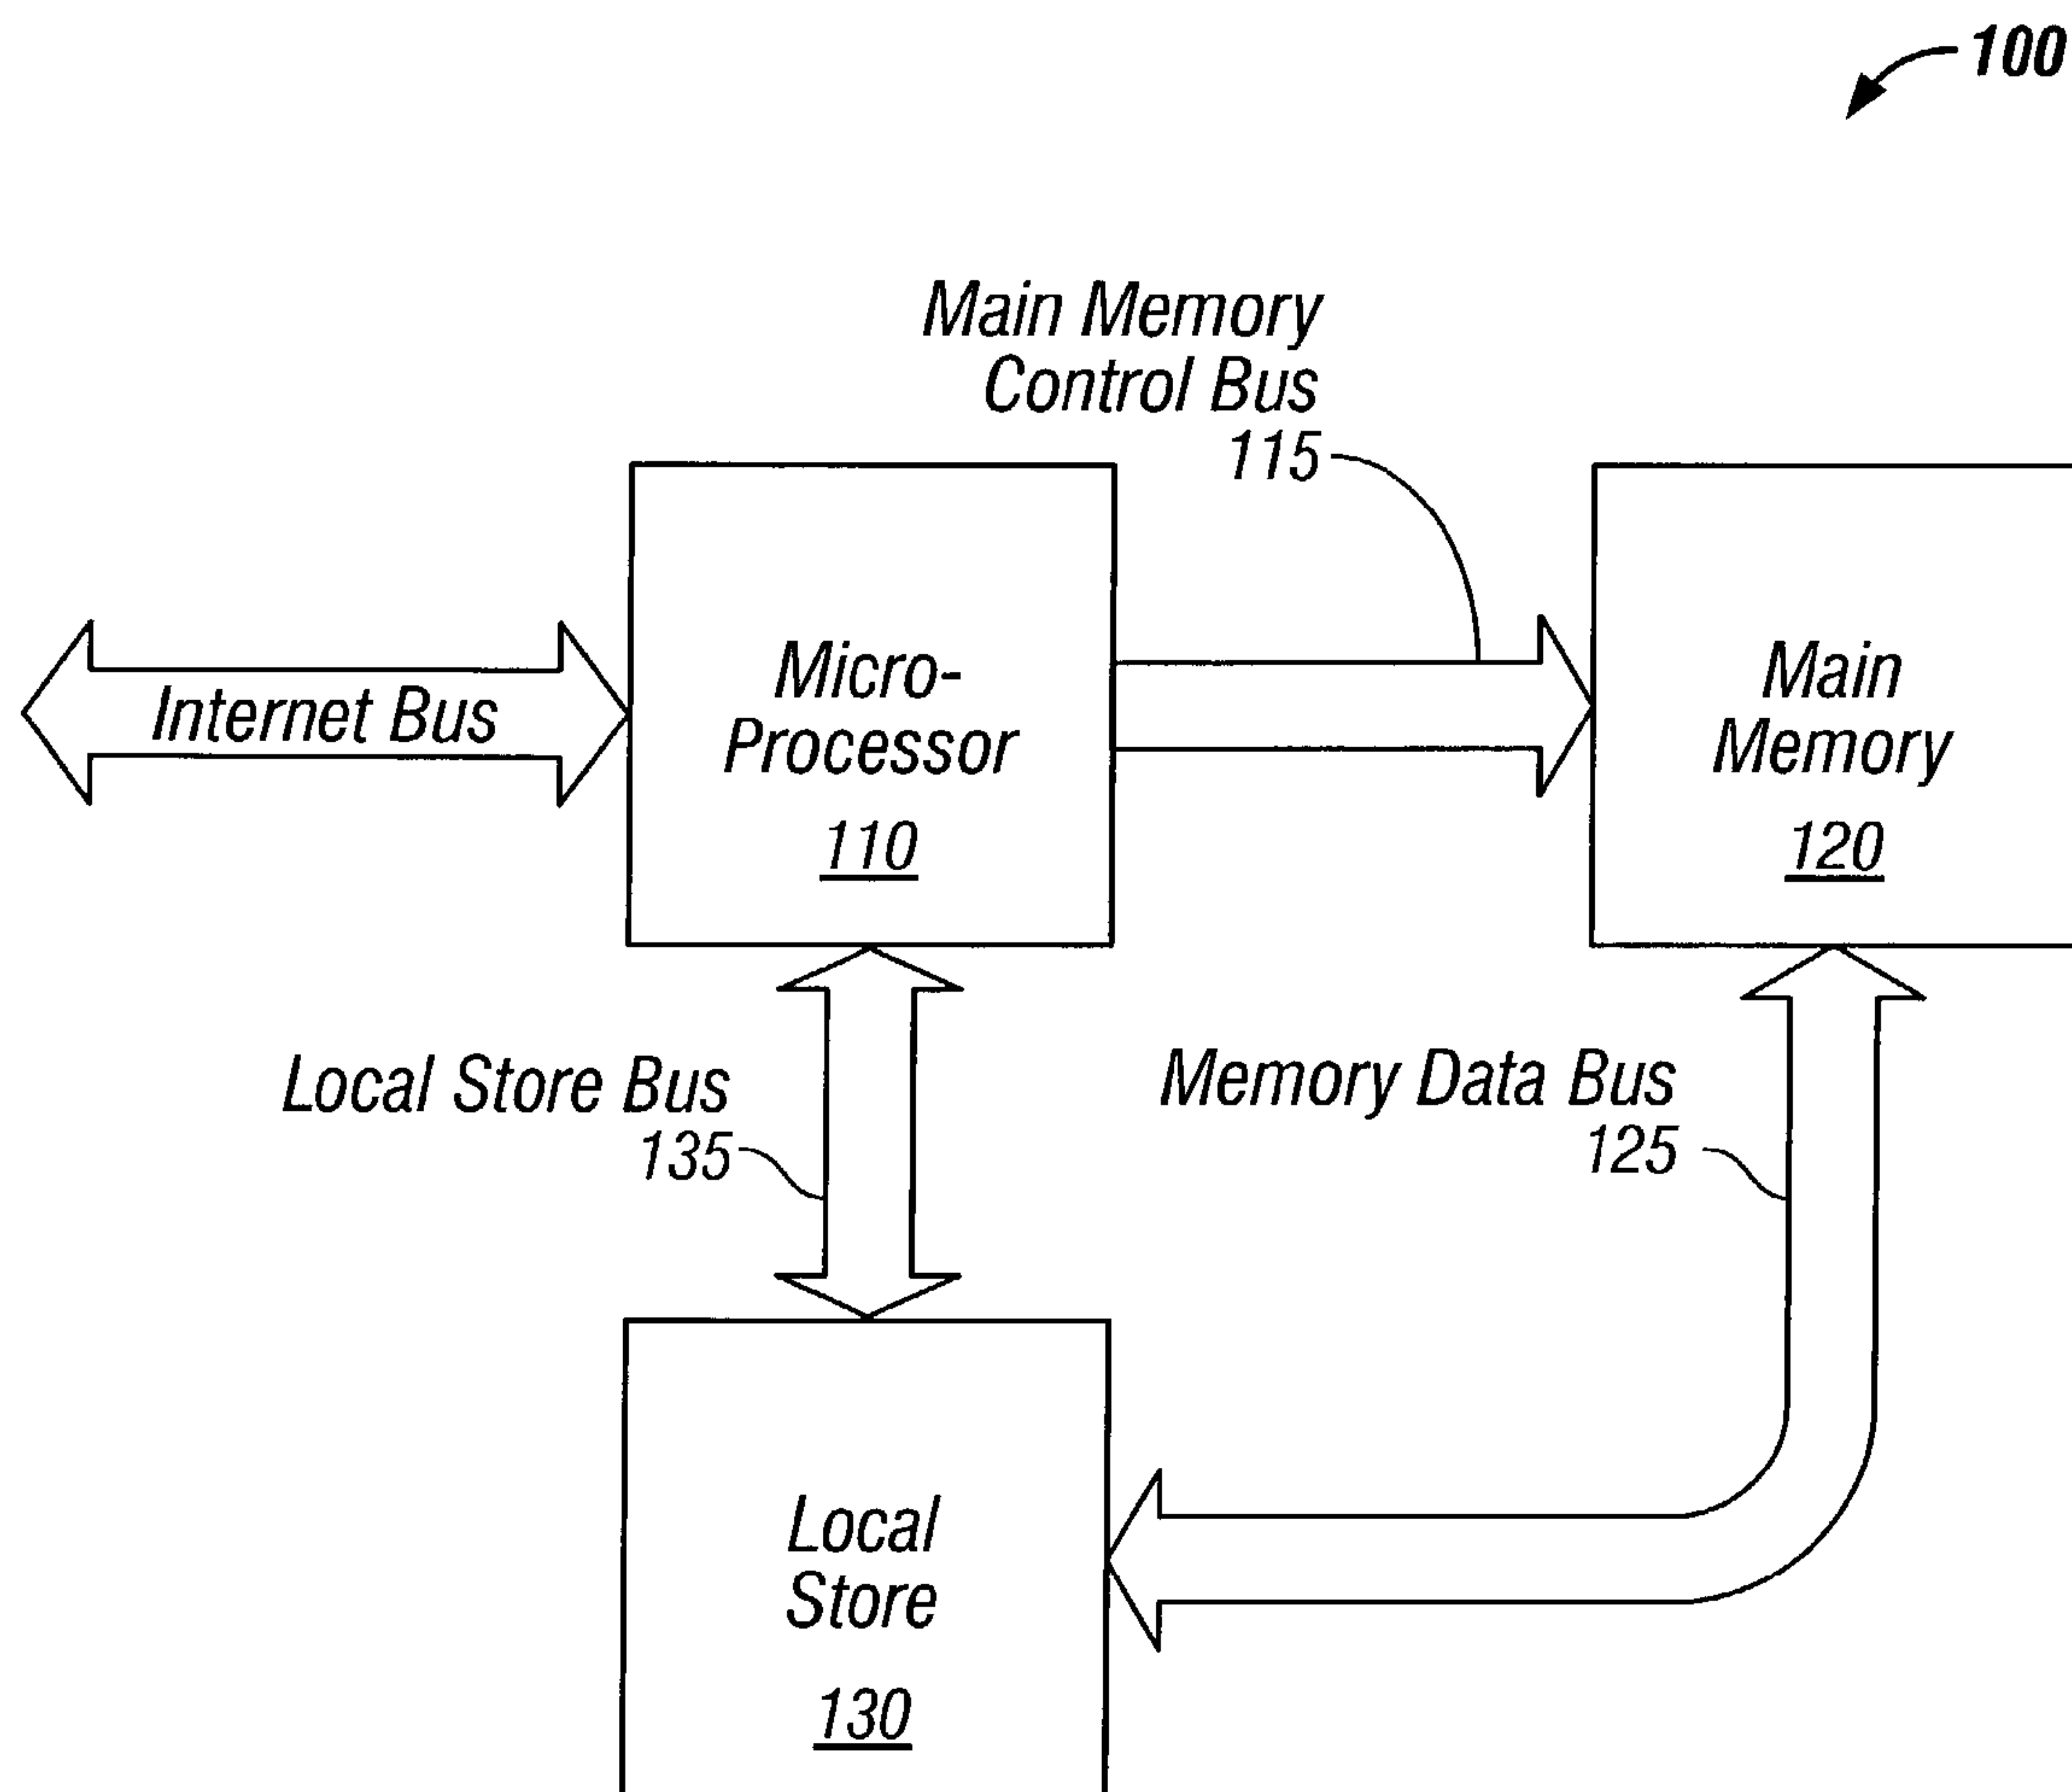 100
Main Memory
Control Bus
115
Internet Bus
Micro-
Processor
110
Main
Memory
120
Local Store Bus
135
Memory Data Bus
125
Local
Store
130